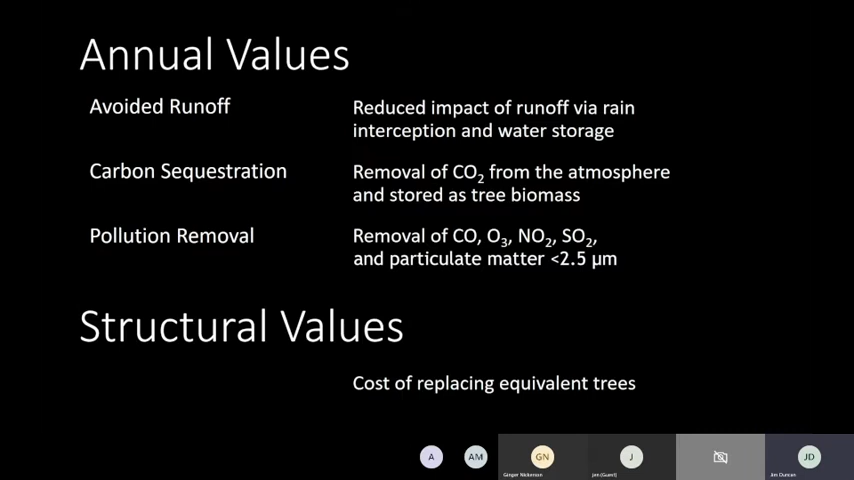 Annual Values
Avoided Runoff
Reduced impact of runoff via rain
interception and water storage
Carbon Sequestration
Removal of CO₂ from the atmosphere
and stored as tree biomass
Pollution Removal
Removal of CO, O₃, NO₂, SO₂,
and particulate matter <2.5 µm
Structural Values
Cost of replacing equivalent trees
A
AM
GN
J
JD
Ginger Nickerson
jen (Guest)
Jim Duncan